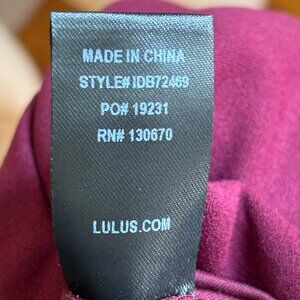 MADE IN CHINA
STYLE# IDB72469
PO# 19231
RN# 130670
LULUS.COM